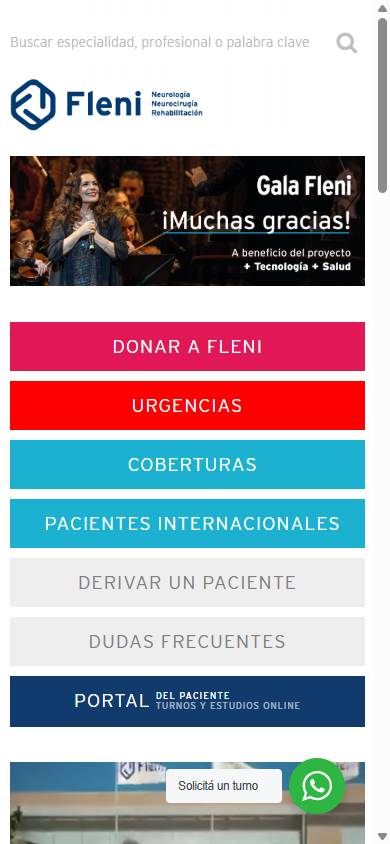 Buscar especialidad, profesional o palabra clave
Fleni
Neurología
Neurocirugía
Rehabilitación
Gala Fleni
¡Muchas gracias!
A beneficio del proyecto
+ Tecnología + Salud
DONAR A FLENI
URGENCIAS
COBERTURAS
PACIENTES INTERNACIONALES
DERIVAR UN PACIENTE
DUDAS FRECUENTES
PORTAL DEL PACIENTE
TURNOS Y ESTUDIOS ONLINE
Fleni
Solicitá un turno